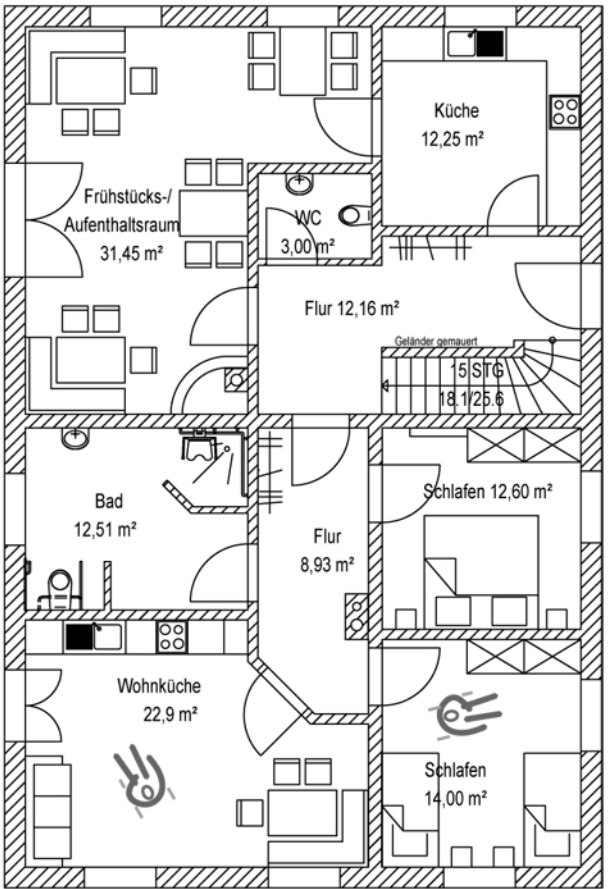 Küche
12,25 m²
Frühstücks-/
Aufenthaltsraum
31,45 m²
WC
3,00 m²
Flur 12,16 m²
Geländer gemauert
15 STG
18.1/25.6
Bad
12,51 m²
Schlafen 12,60 m²
Flur
8,93 m²
Wohnküche
22,9 m²
Schlafen
14,00 m²